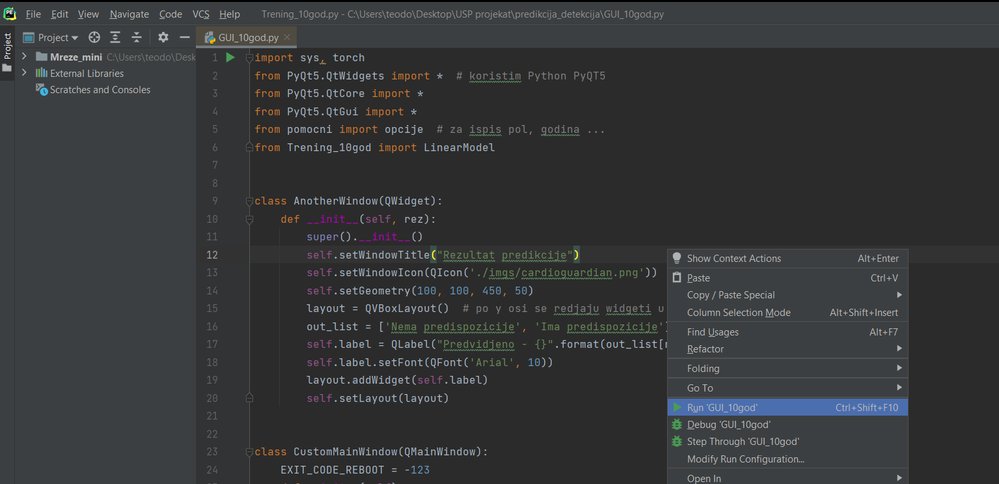 PE File Edit View Navigate Code VCS Help Trening_10god.py - C:\Users\teodo\Desktop\USP projekat\predikcija_detekcija\GUI_10god.py
Project
Project GUI_10god.py
Mreze_mini C:\Users\teodo\Desk
External Libraries
Scratches and Consoles
1 import sys, torch
2 from PyQt5.QtWidgets import * # koristim Python PyQT5
3 from PyQt5.QtCore import *
4 from PyQt5.QtGui import *
5 from pomocni import opcije # za ispis pol, godina ...
6 from Trening_10god import LinearModel
7
8
9 class AnotherWindow(QWidget):
10 def __init__(self, rez):
11 super().__init__()
12 self.setWindowTitle("Rezultat predikcije")
13 self.setWindowIcon(QIcon('./imgs/cardioguardian.png'))
14 self.setGeometry(100, 100, 450, 50)
15 layout = QVBoxLayout() # po y osi se redjaju widgeti u
16 out_list = ['Nema predispozicije', 'Ima predispozicije'
17 self.label = QLabel("Predvidjeno - {}".format(out_list[
18 self.label.setFont(QFont('Arial', 10))
19 layout.addWidget(self.label)
20 self.setLayout(layout)
21
22
23 class CustomMainWindow(QMainWindow):
24 EXIT_CODE_REBOOT = -123
Show Context Actions Alt+Enter
Paste Ctrl+V
Copy / Paste Special
Column Selection Mode Alt+Shift+Insert
Find Usages Alt+F7
Refactor
Folding
Go To
Run 'GUI_10god' Ctrl+Shift+F10
Debug 'GUI_10god'
Step Through 'GUI_10god'
Modify Run Configuration...
Open In